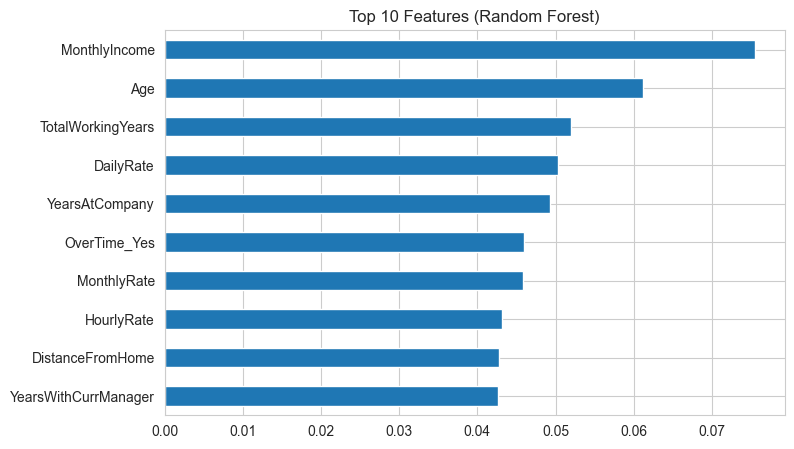 Top 10 Features (Random Forest)
MonthlyIncome
Age
TotalWorkingYears
DailyRate
YearsAtCompany
OverTime_Yes
MonthlyRate
HourlyRate
DistanceFromHome
YearsWithCurrManager
0.00 0.01 0.02 0.03 0.04 0.05 0.06 0.07